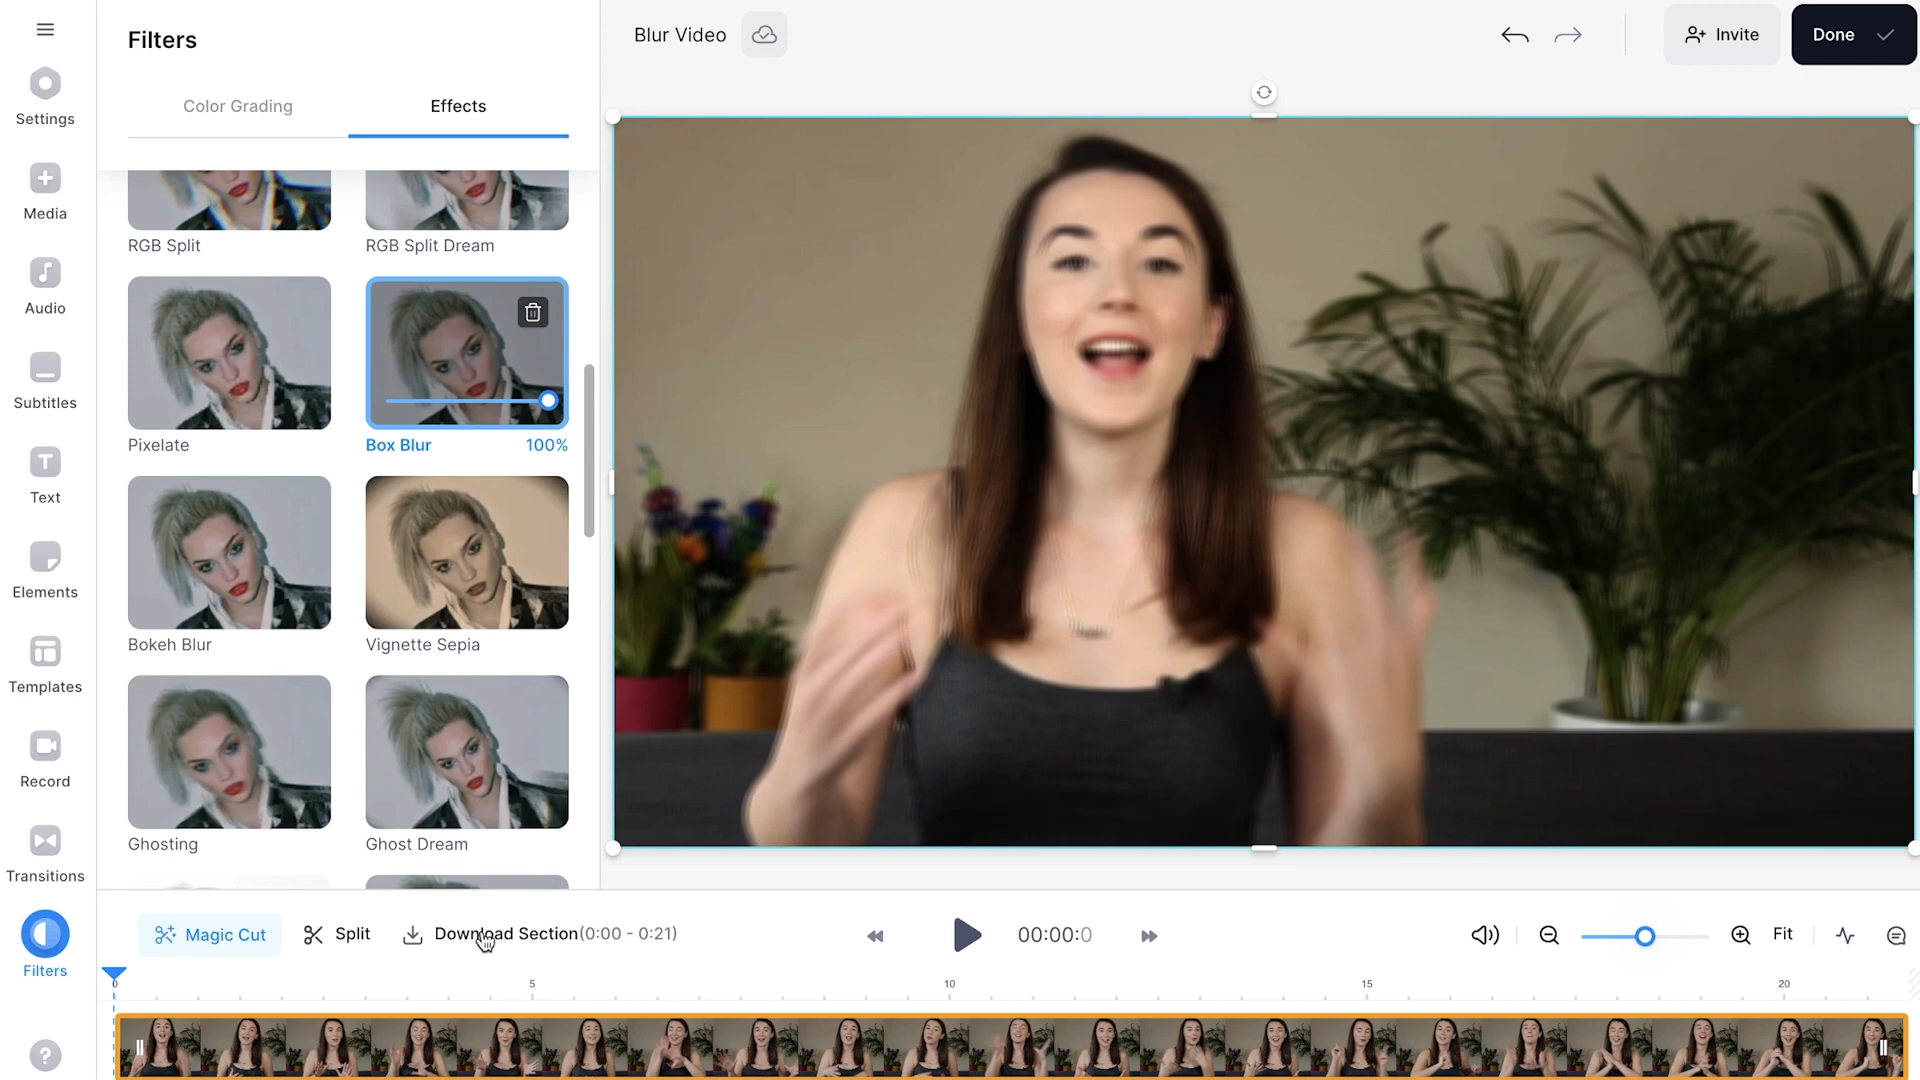 Filters
Blur Video
Invite
Done
Color Grading
Effects
Settings
Media
Audio
Subtitles
Text
Elements
Templates
Record
Transitions
Filters
RGB Split
RGB Split Dream
Pixelate
Box Blur
100%
Bokeh Blur
Vignette Sepia
Ghosting
Ghost Dream
Magic Cut
Split
Download Section(0:00 - 0:21)
00:00:0
Fit
0
5
10
15
20